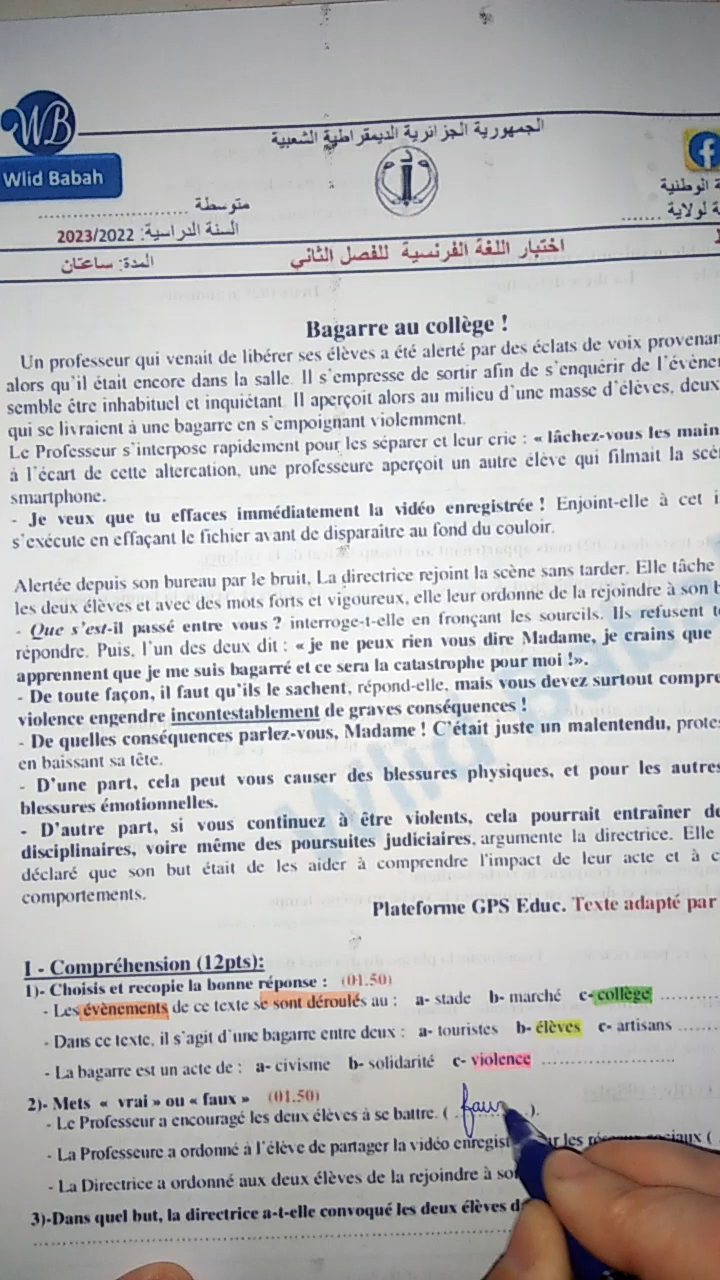 WB
الجمهورية الجزائرية الديمقراطية الشعبية
Wlid Babah
f
متوسطة ........................
ة الوطنية
ة لولاية .......
السنة الدراسية: 2023/2022
المدة: ساعتان
اختبار اللغة الفرنسية للفصل الثاني
Bagarre au collège !
Un professeur qui venait de libérer ses élèves a été alerté par des éclats de voix
alors qu'il était encore dans la salle. Il s'empresse de sortir afin de s'enquérir de
semble être inhabituel et inquiétant. Il aperçoit alors au milieu d'une masse d'élèves, deux
qui se livraient à une bagarre en s'empoignant violemment.
Le Professeur s'interpose rapidement pour les séparer et leur crie : « lâchez-vous les
à l'écart de cette altercation, une professeure aperçoit un autre élève qui filmait la
smartphone.
- Je veux que tu effaces immédiatement la vidéo enregistrée ! Enjoint-elle à cet
s'exécute en effaçant le fichier avant de disparaître au fond du couloir.
Alertée depuis son bureau par le bruit, La directrice rejoint la scène sans tarder. Elle tâche
les deux élèves et avec des mots forts et vigoureux, elle leur ordonne de la rejoindre à son
- Que s'est-il passé entre vous ? interroge-t-elle en fronçant les sourcils. Ils refusent
répondre. Puis, l'un des deux dit : « je ne peux rien vous dire Madame, je crains que
apprennent que je me suis bagarré et ce sera la catastrophe pour moi !».
- De toute façon, il faut qu'ils le sachent, répond-elle, mais vous devez surtout
violence engendre incontestablement de graves conséquences !
- De quelles conséquences parlez-vous, Madame ! C'était juste un malentendu,
en baissant sa tête.
- D'une part, cela peut vous causer des blessures physiques, et pour les autres
blessures émotionnelles.
- D'autre part, si vous continuez à être violents, cela pourrait entraîner
disciplinaires, voire même des poursuites judiciaires, argumente la directrice. Elle
déclaré que son but était de les aider à comprendre l'impact de leur acte et à
comportements.
Plateforme GPS Educ. Texte adapté par
I - Compréhension (12pts):
1)- Choisis et recopie la bonne réponse : (01.50)
- Les évènements de ce texte se sont déroulés au : a- stade b- marché c- collège ..........
- Dans ce texte, il s'agit d'une bagarre entre deux : a- touristes b- élèves c- artisans .......
- La bagarre est un acte de : a- civisme b- solidarité c- violence ........................
2)- Mets « vrai » ou « faux » (01.50)
- Le Professeur a encouragé les deux élèves à se battre. ( faux ).
- La Professeure a ordonné à l'élève de partager la vidéo les réseaux sociaux (
- La Directrice a ordonné aux deux élèves de la rejoindre à
3)-Dans quel but, la directrice a-t-elle convoqué les deux élèves